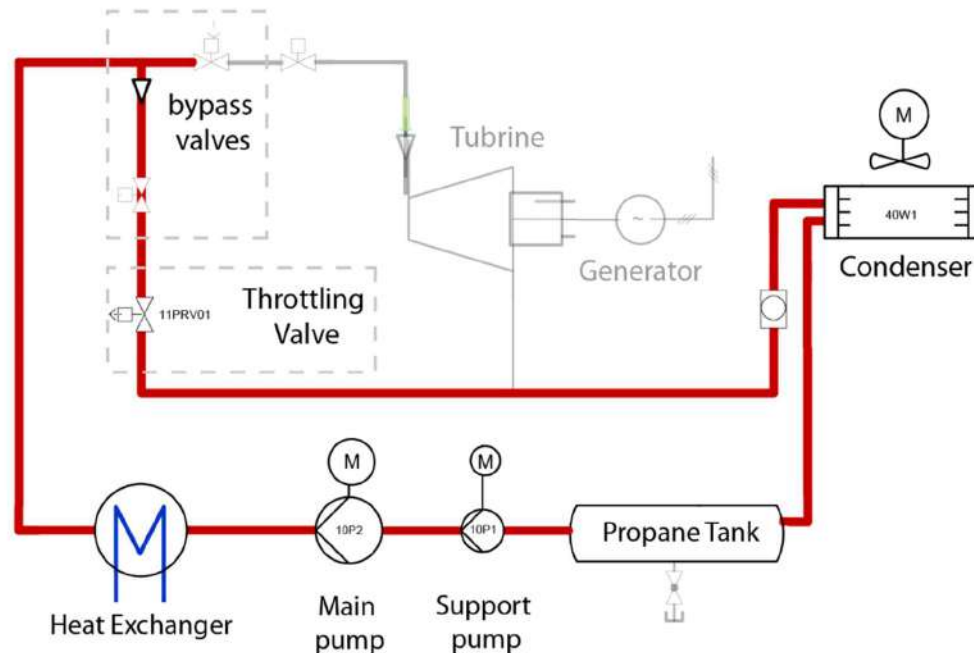 bypass
valves
Tubrine
M
40W1
Condenser
Generator
~
Throttling
Valve
11PRV01
M
M
10P2
10P1
Propane Tank
Heat Exchanger
Main
pump
Support
pump